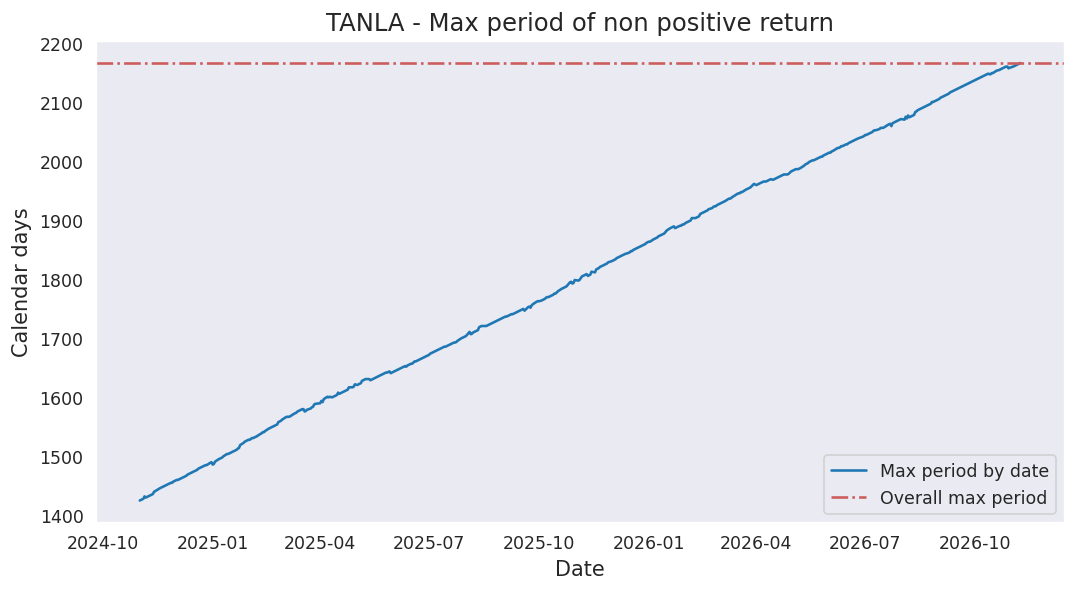 TANLA - Max period of non positive return
2200
2100
2000
1900
1800
1700
1600
1500
1400
Calendar days
2024-10 2025-01 2025-04 2025-07 2025-10 2026-01 2026-04 2026-07 2026-10
Date
Max period by date
Overall max period